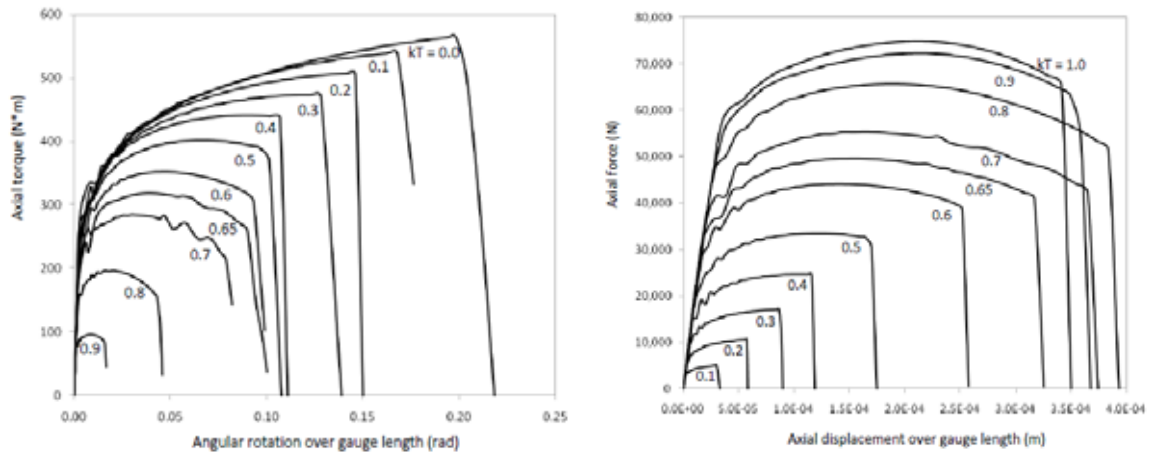 600
500
400
300
200
100
0
Axial torque (N*m)
kT = 0.0
0.1
0.2
0.3
0.4
0.5
0.6
0.65
0.7
0.8
0.9
0.00
0.05
0.10
0.15
0.20
0.25
Angular rotation over gauge length (rad)
80,000
70,000
60,000
50,000
40,000
30,000
20,000
10,000
0
Axial Force (N)
kT = 1.0
0.9
0.8
0.7
0.65
0.6
0.5
0.4
0.3
0.2
0.1
0.0E+00
5.0E-05
1.0E-04
1.5E-04
2.0E-04
2.5E-04
3.0E-04
3.5E-04
4.0E-04
Axial displacement over gauge length (m)